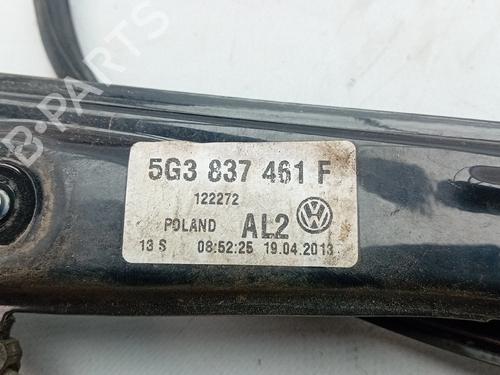 B-PARTS
5G3 837 461 F
122272
POLAND AL2
13 S 08:52:25 19.04.2013